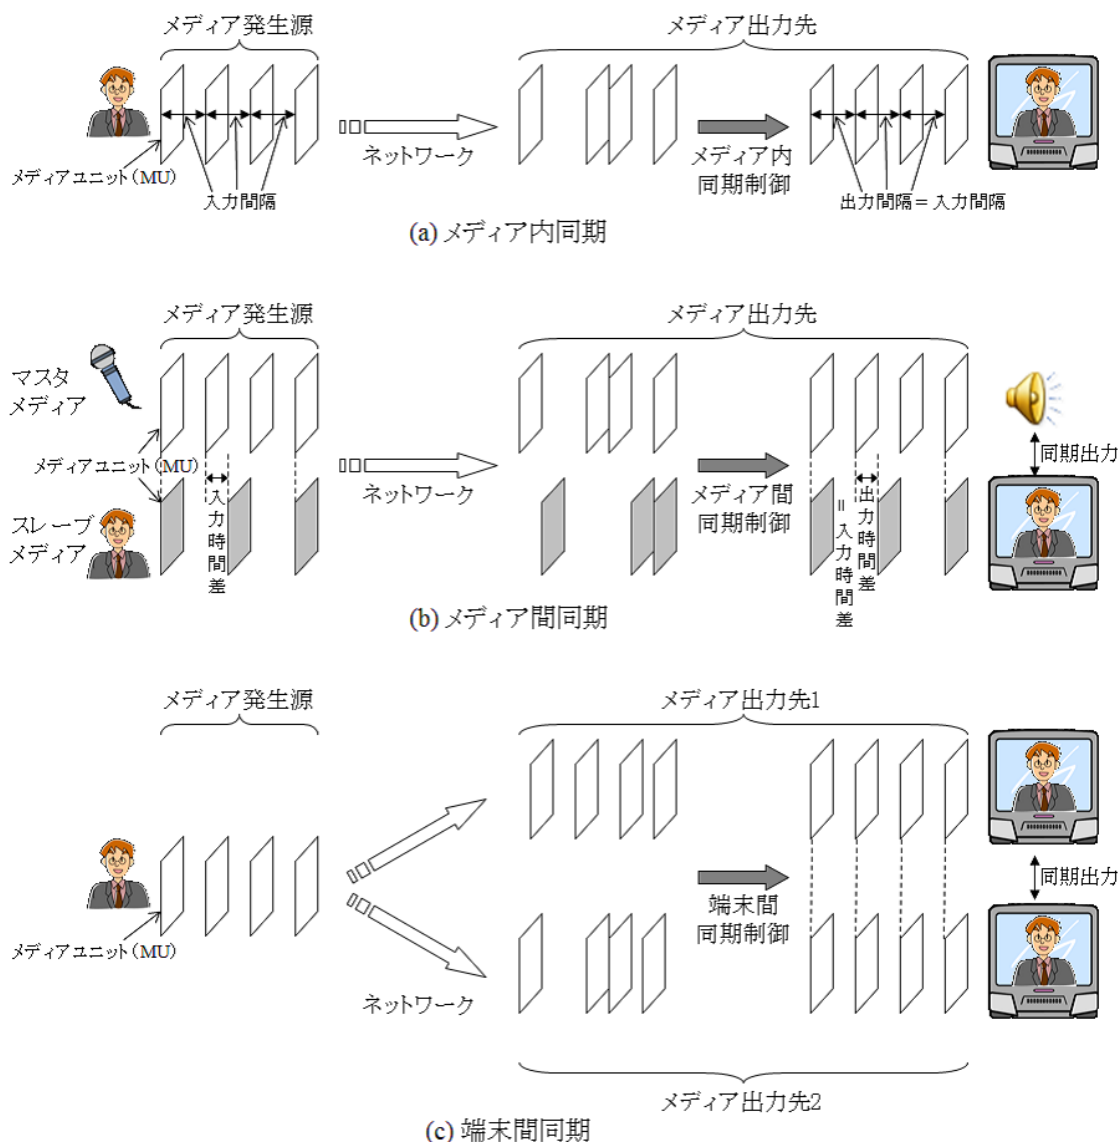 メディア発生源
メディア出力先
ネットワーク
メディア内
同期制御
メディアユニット(MU)
入力間隔
出力間隔=入力間隔
(a) メディア内同期
メディア発生源
メディア出力先
マスタ
メディア
メディアユニット(MU)
ネットワーク
メディア間
同期制御
同期出力
スレーブ
メディア
入力時間差
出力時間差
=入力時間差
(b) メディア間同期
メディア発生源
メディア出力先1
同期出力
端末間
同期制御
メディアユニット(MU)
ネットワーク
メディア出力先2
(c) 端末間同期